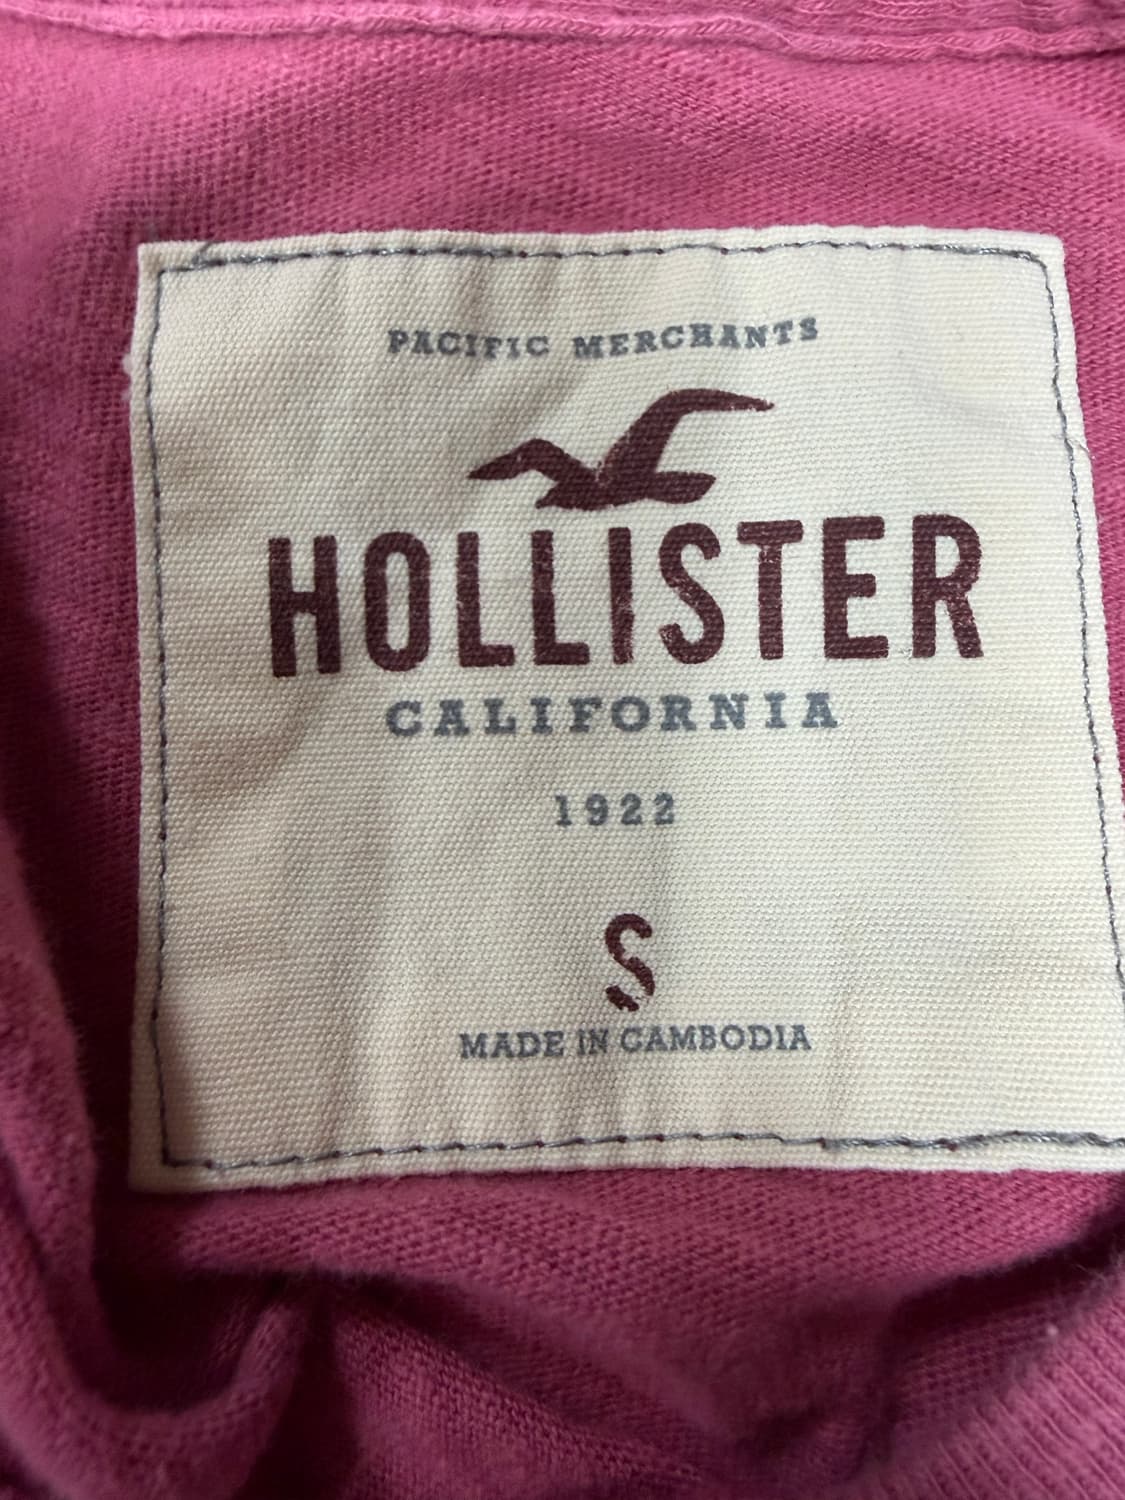 PACIFIC MERCHANTS
HOLLISTER
CALIFORNIA
1922
S
MADE IN CAMBODIA